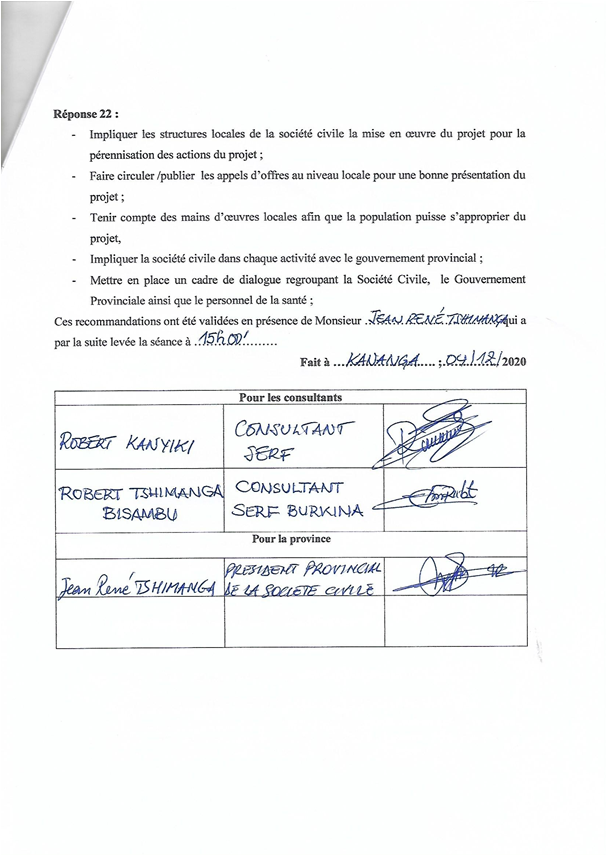 Réponse 22 :
- Impliquer les structures locales de la société civile la mise en œuvre du projet pour la
pérennisation des actions du projet ;
- Faire circuler /publier les appels d'offres au niveau locale pour une bonne présentation du
projet ;
- Tenir compte des mains d'œuvres locales afin que la population puisse s'approprier du
projet,
- Impliquer la société civile dans chaque activité avec le gouvernement provincial ;
- Mettre en place un cadre de dialogue regroupant la Société Civile, le Gouvernement
Provinciale ainsi que le personnel de la santé ;
Ces recommandations ont été validées en présence de Monsieur .JEAN RENÉ TSHIMANGA qui a
par la suite levée la séance à .15h00'.........
Fait à ...KANANGA..... ;.04/12/2020
Pour les consultants
ROBERT KANYIKI CONSULTANT
SERF
ROBERT TSHIMANGA CONSULTANT
BISAMBU SERF BURKINA
Pour la province
Jean René TSHIMANGA PRESIDENT PROVINCIAL
DE LA SOCIETE CIVILE